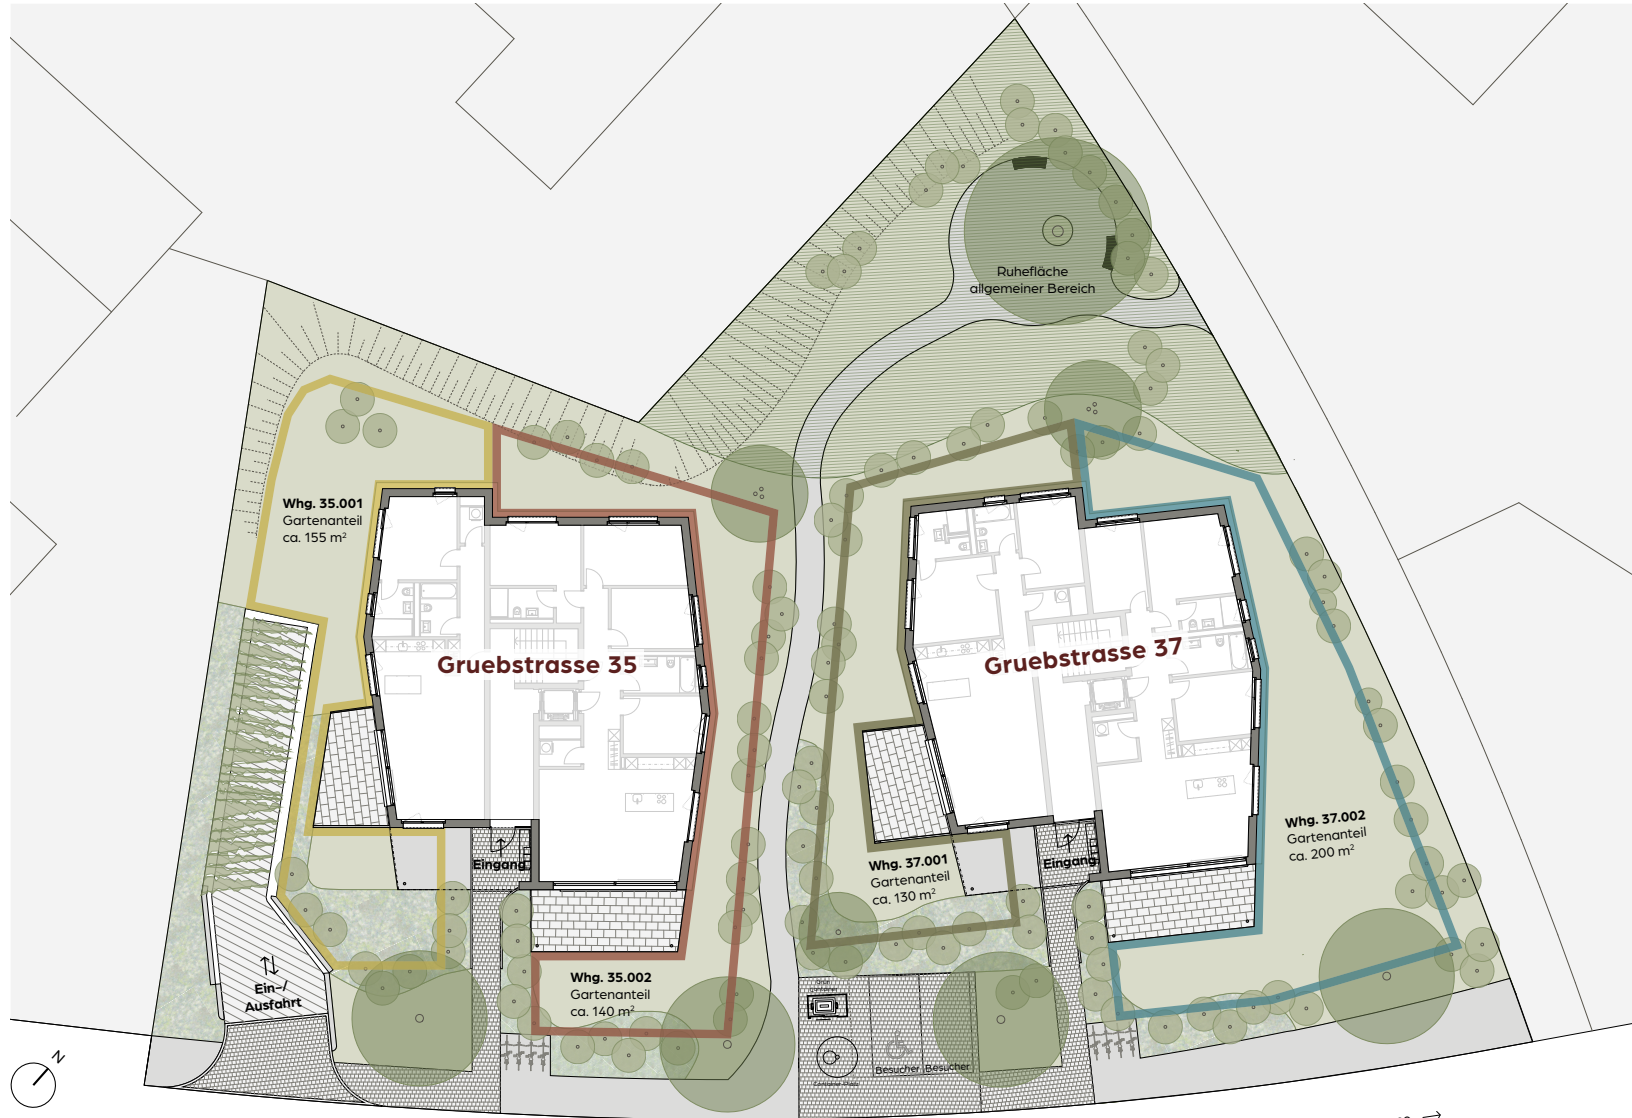 Ruhefläche
allgemeiner Bereich
Whg. 35.001
Gartenanteil
ca. 155 m²
Gruebstrasse 35
Gruebstrasse 37
Whg. 37.002
Gartenanteil
ca. 200 m²
Eingang
Eingang
Whg. 37.001
Gartenanteil
ca. 130 m²
Ein-/
Ausfahrt
Whg. 35.002
Gartenanteil
ca. 140 m²
Besucher
Besucher
Container-Platz
N